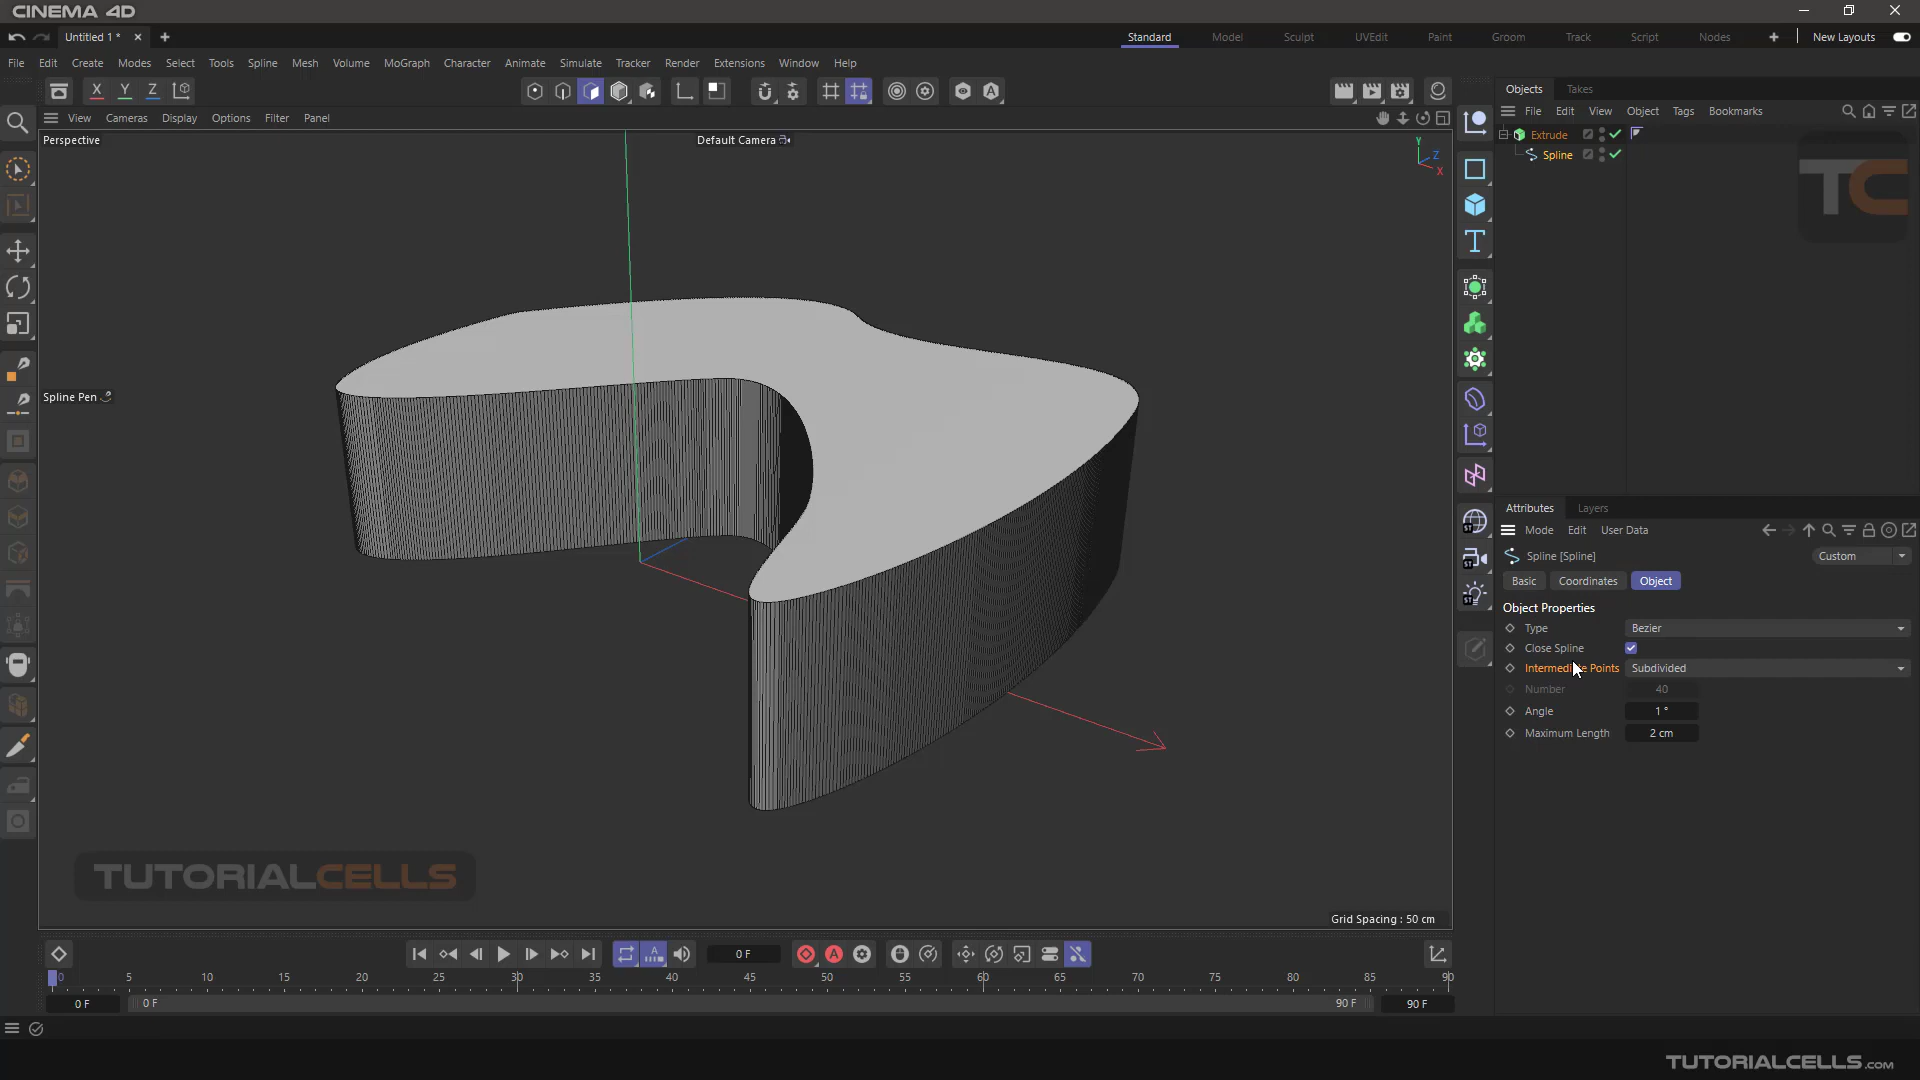 CINEMA 4D
Untitled 1 *
Standard Model Sculpt UVEdit Paint Groom Track Script Nodes New Layouts
File Edit Create Modes Select Tools Spline Mesh Volume MoGraph Character Animate Simulate Tracker Render Extensions Window Help
X Y Z
Objects Takes
File Edit View Object Tags Bookmarks
View Cameras Display Options Filter Panel
Perspective
Default Camera
Y
Z
X
Extrude
Spline
TC
Spline Pen
Attributes Layers
Mode Edit User Data
Spline [Spline]
Custom
Basic Coordinates Object
Object Properties
Type Bezier
Close Spline
Intermediate Points Subdivided
Number 40
Angle 1 °
Maximum Length 2 cm
TUTORIALCELLS
Grid Spacing : 50 cm
0 F
0 5 10 15 20 25 30 35 40 45 50 55 60 65 70 75 80 85 90
0 F 0 F 90 F 90 F
TUTORIALCELLS.COM